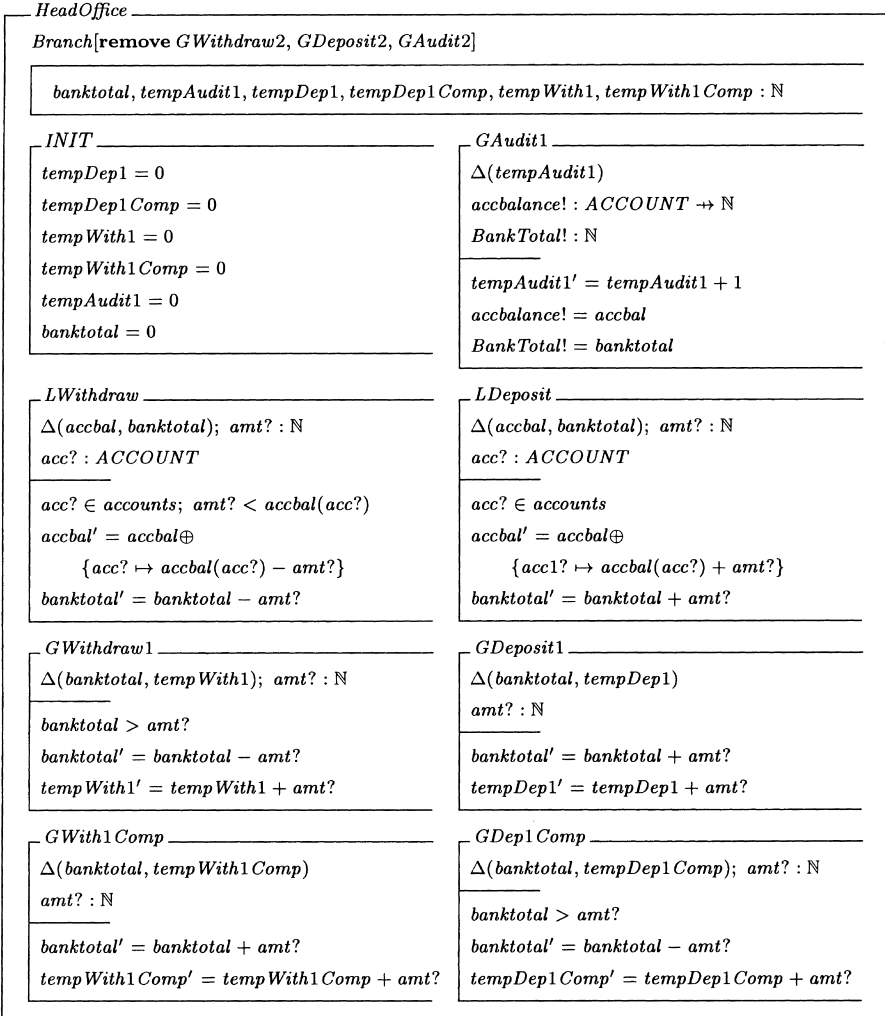 HeadOffice
Branch[remove GWithdraw2, GDeposit2, GAudit2]
banktotal, tempAudit1, tempDep1, tempDep1Comp, tempWith1, tempWith1Comp : ℕ
INIT
tempDep1 = 0
tempDep1Comp = 0
tempWith1 = 0
tempWith1Comp = 0
tempAudit1 = 0
banktotal = 0
GAudit1
Δ(tempAudit1)
accbalance! : ACCOUNT ⇸ ℕ
BankTotal! : ℕ
tempAudit1′ = tempAudit1 + 1
accbalance! = accbal
BankTotal! = banktotal
LWithdraw
Δ(accbal, banktotal); amt? : ℕ
acc? : ACCOUNT
acc? ∈ accounts; amt? < accbal(acc?)
accbal′ = accbal⊕
{acc? ↦ accbal(acc?) − amt?}
banktotal′ = banktotal − amt?
LDeposit
Δ(accbal, banktotal); amt? : ℕ
acc? : ACCOUNT
acc? ∈ accounts
accbal′ = accbal⊕
{acc1? ↦ accbal(acc?) + amt?}
banktotal′ = banktotal + amt?
GWithdraw1
Δ(banktotal, tempWith1); amt? : ℕ
banktotal > amt?
banktotal′ = banktotal − amt?
tempWith1′ = tempWith1 + amt?
GDeposit1
Δ(banktotal, tempDep1)
amt? : ℕ
banktotal′ = banktotal + amt?
tempDep1′ = tempDep1 + amt?
GWith1Comp
Δ(banktotal, tempWith1Comp)
amt? : ℕ
banktotal′ = banktotal + amt?
tempWith1Comp′ = tempWith1Comp + amt?
GDep1Comp
Δ(banktotal, tempDep1Comp); amt? : ℕ
banktotal > amt?
banktotal′ = banktotal − amt?
tempDep1Comp′ = tempDep1Comp + amt?